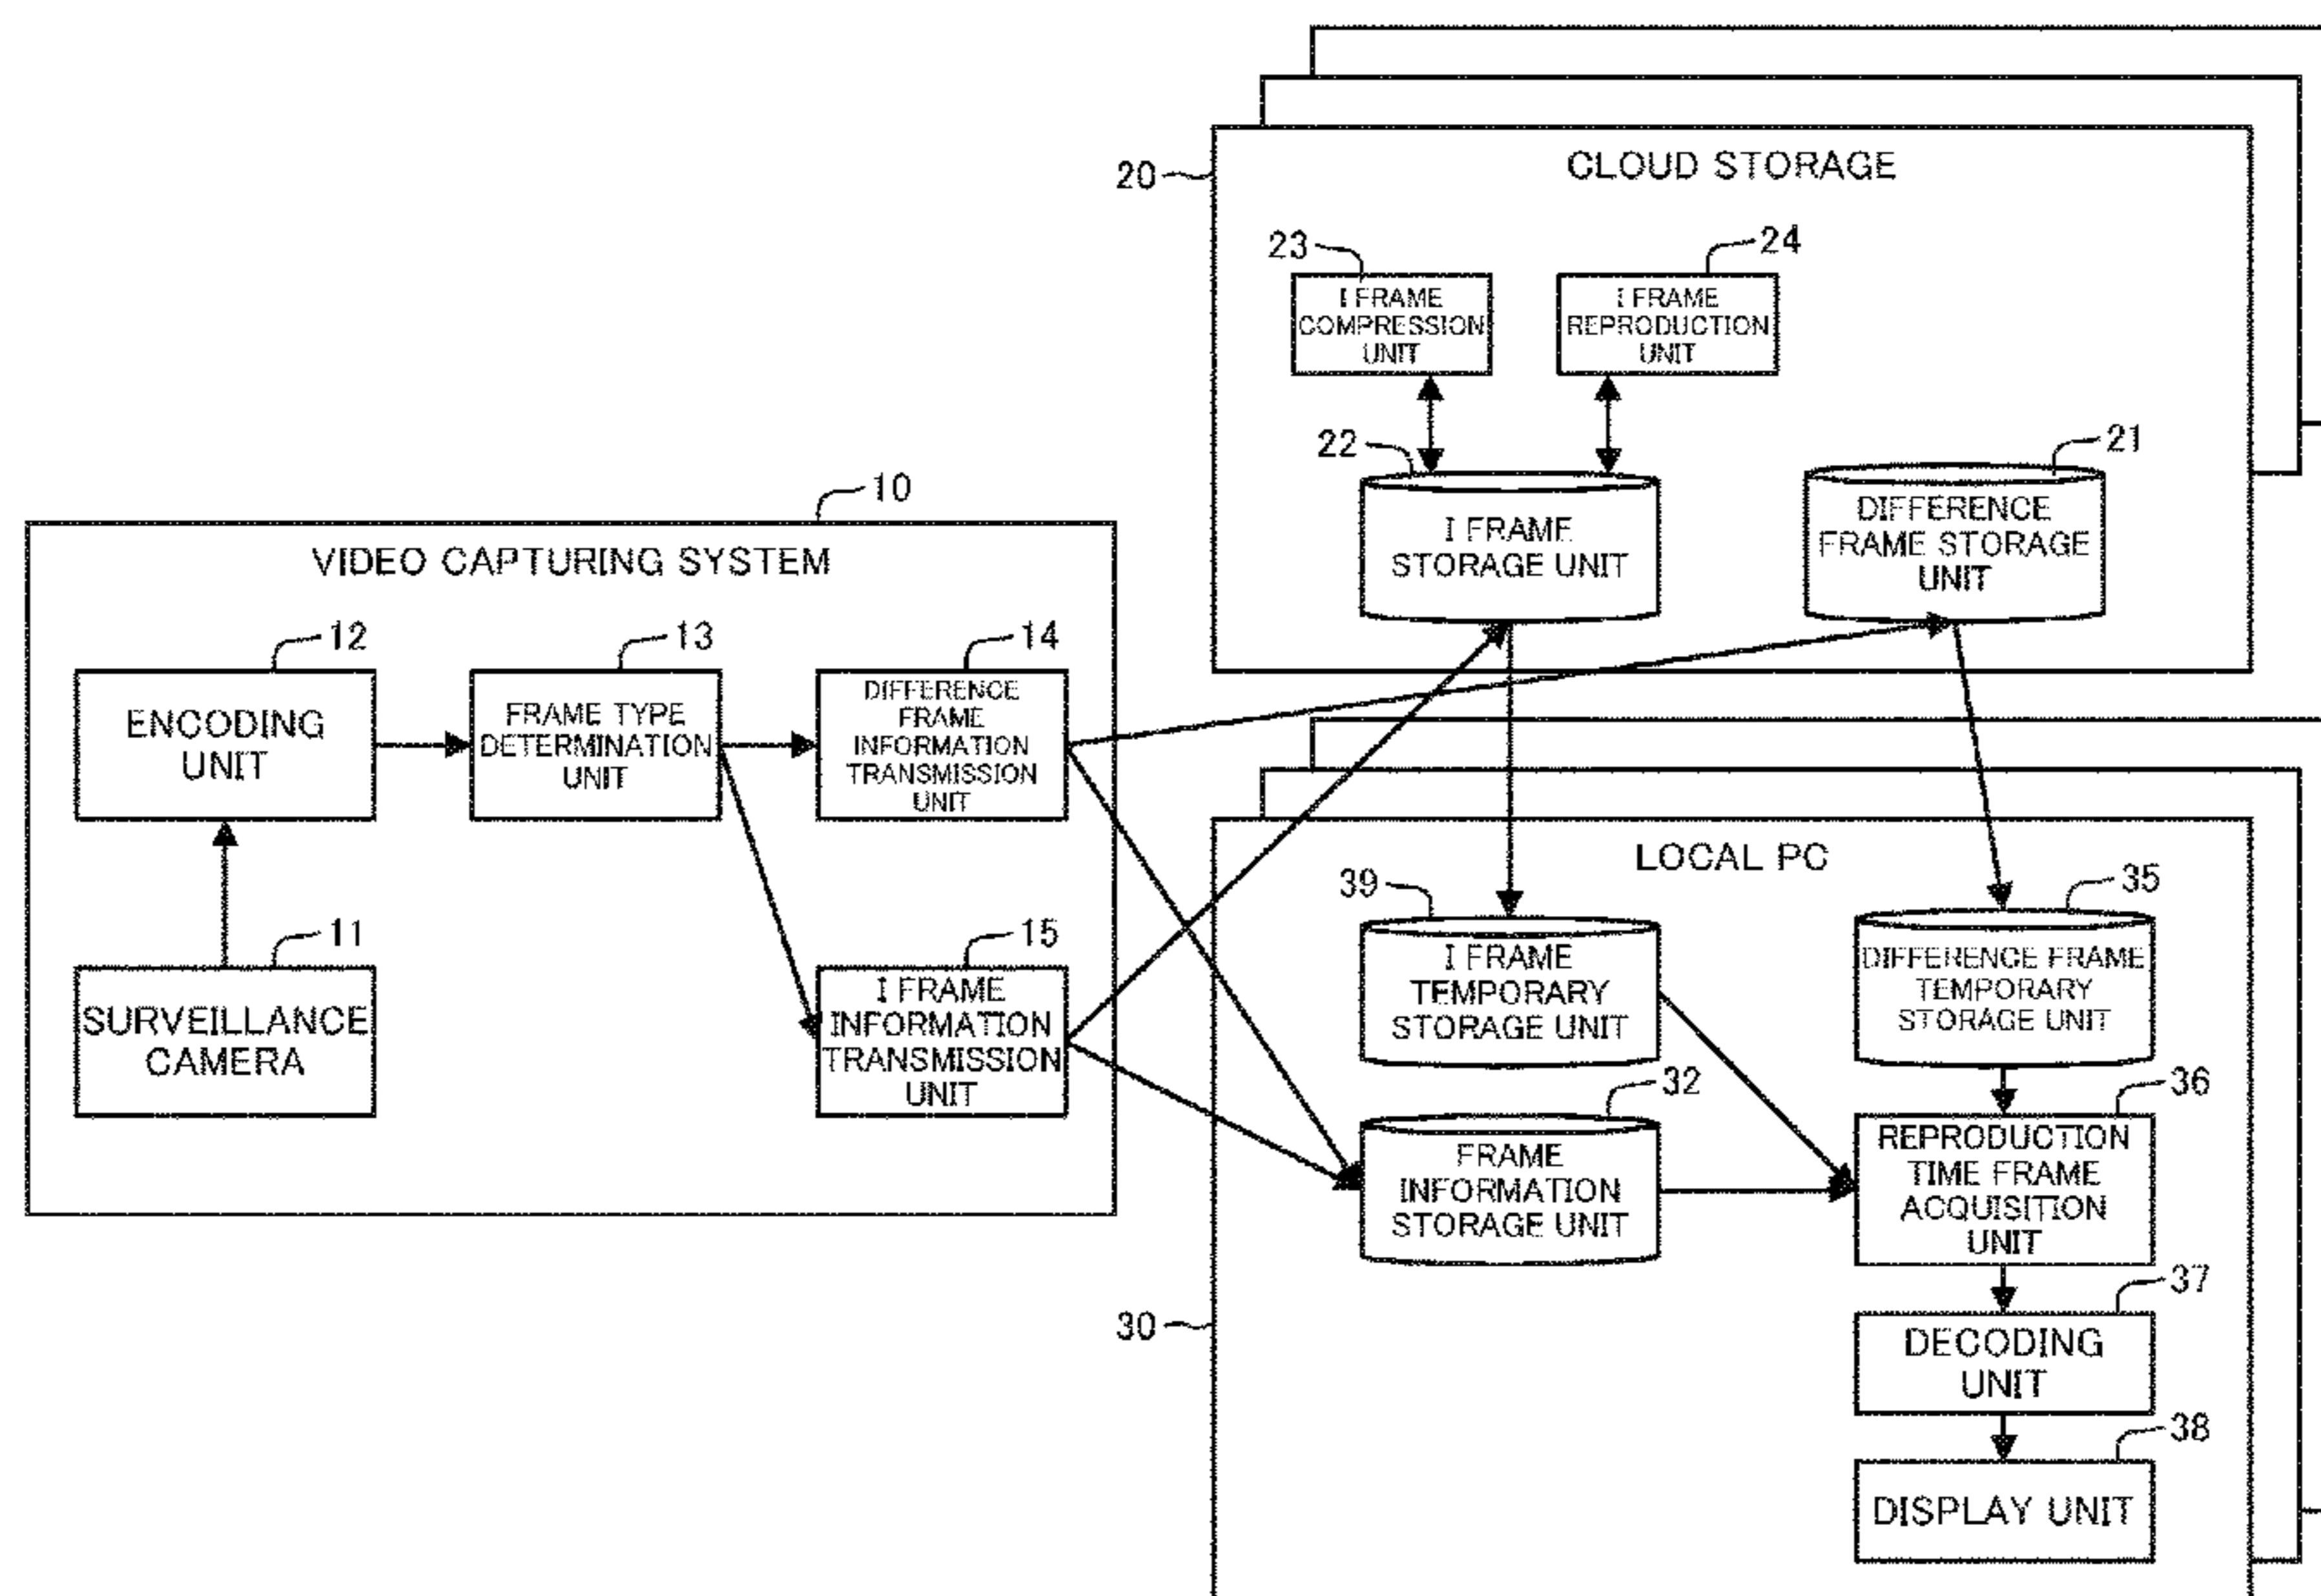 20
CLOUD STORAGE
23
24
I FRAME
COMPRESSION
UNIT
I FRAME
REPRODUCTION
UNIT
22
21
I FRAME
STORAGE UNIT
DIFFERENCE
FRAME STORAGE
UNIT
10
VIDEO CAPTURING SYSTEM
12
13
14
ENCODING
UNIT
FRAME TYPE
DETERMINATION
UNIT
DIFFERENCE
FRAME
INFORMATION
TRANSMISSION
UNIT
11
15
SURVEILLANCE
CAMERA
I FRAME
INFORMATION
TRANSMISSION
UNIT
30
LOCAL PC
39
35
I FRAME
TEMPORARY
STORAGE UNIT
DIFFERENCE FRAME
TEMPORARY
STORAGE UNIT
32
36
FRAME
INFORMATION
STORAGE UNIT
REPRODUCTION
TIME FRAME
ACQUISITION
UNIT
37
DECODING
UNIT
38
DISPLAY UNIT